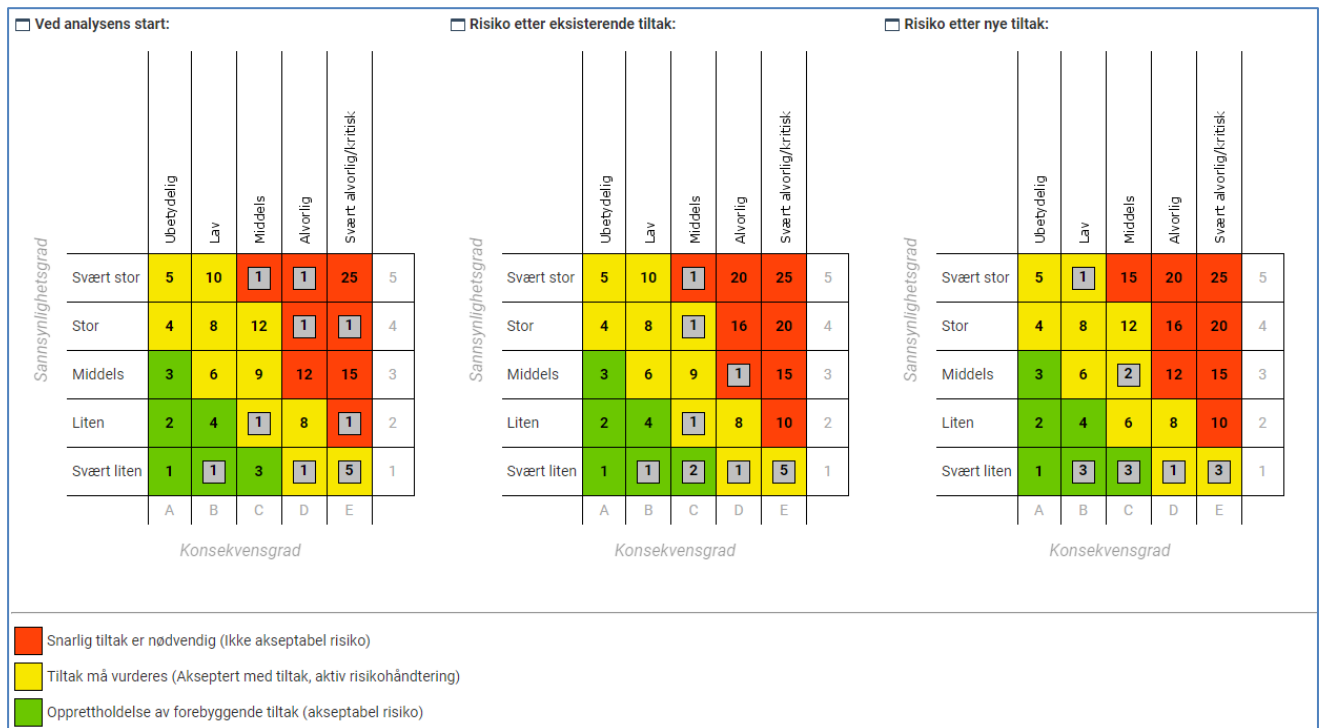 Ved analysens start:
Risiko etter eksisterende tiltak:
Risiko etter nye tiltak:
Sannsynlighetsgrad
Ubetydelig
Lav
Middels
Alvorlig
Svært alvorlig/kritisk
Svært stor 5 10 1 1 25 5
Stor 4 8 12 1 1 4
Middels 3 6 9 12 15 3
Liten 2 4 1 8 1 2
Svært liten 1 1 3 1 5 1
A B C D E
Konsekvensgrad
Sannsynlighetsgrad
Ubetydelig
Lav
Middels
Alvorlig
Svært alvorlig/kritisk
Svært stor 5 10 1 20 25 5
Stor 4 8 1 16 20 4
Middels 3 6 9 1 15 3
Liten 2 4 1 8 10 2
Svært liten 1 1 2 1 5 1
A B C D E
Konsekvensgrad
Sannsynlighetsgrad
Ubetydelig
Lav
Middels
Alvorlig
Svært alvorlig/kritisk
Svært stor 5 1 15 20 25 5
Stor 4 8 12 16 20 4
Middels 3 6 2 12 15 3
Liten 2 4 6 8 10 2
Svært liten 1 3 3 1 3 1
A B C D E
Konsekvensgrad
Snarlig tiltak er nødvendig (Ikke akseptabel risiko)
Tiltak må vurderes (Akseptert med tiltak, aktiv risikohåndtering)
Opprettholdelse av forebyggende tiltak (akseptabel risiko)